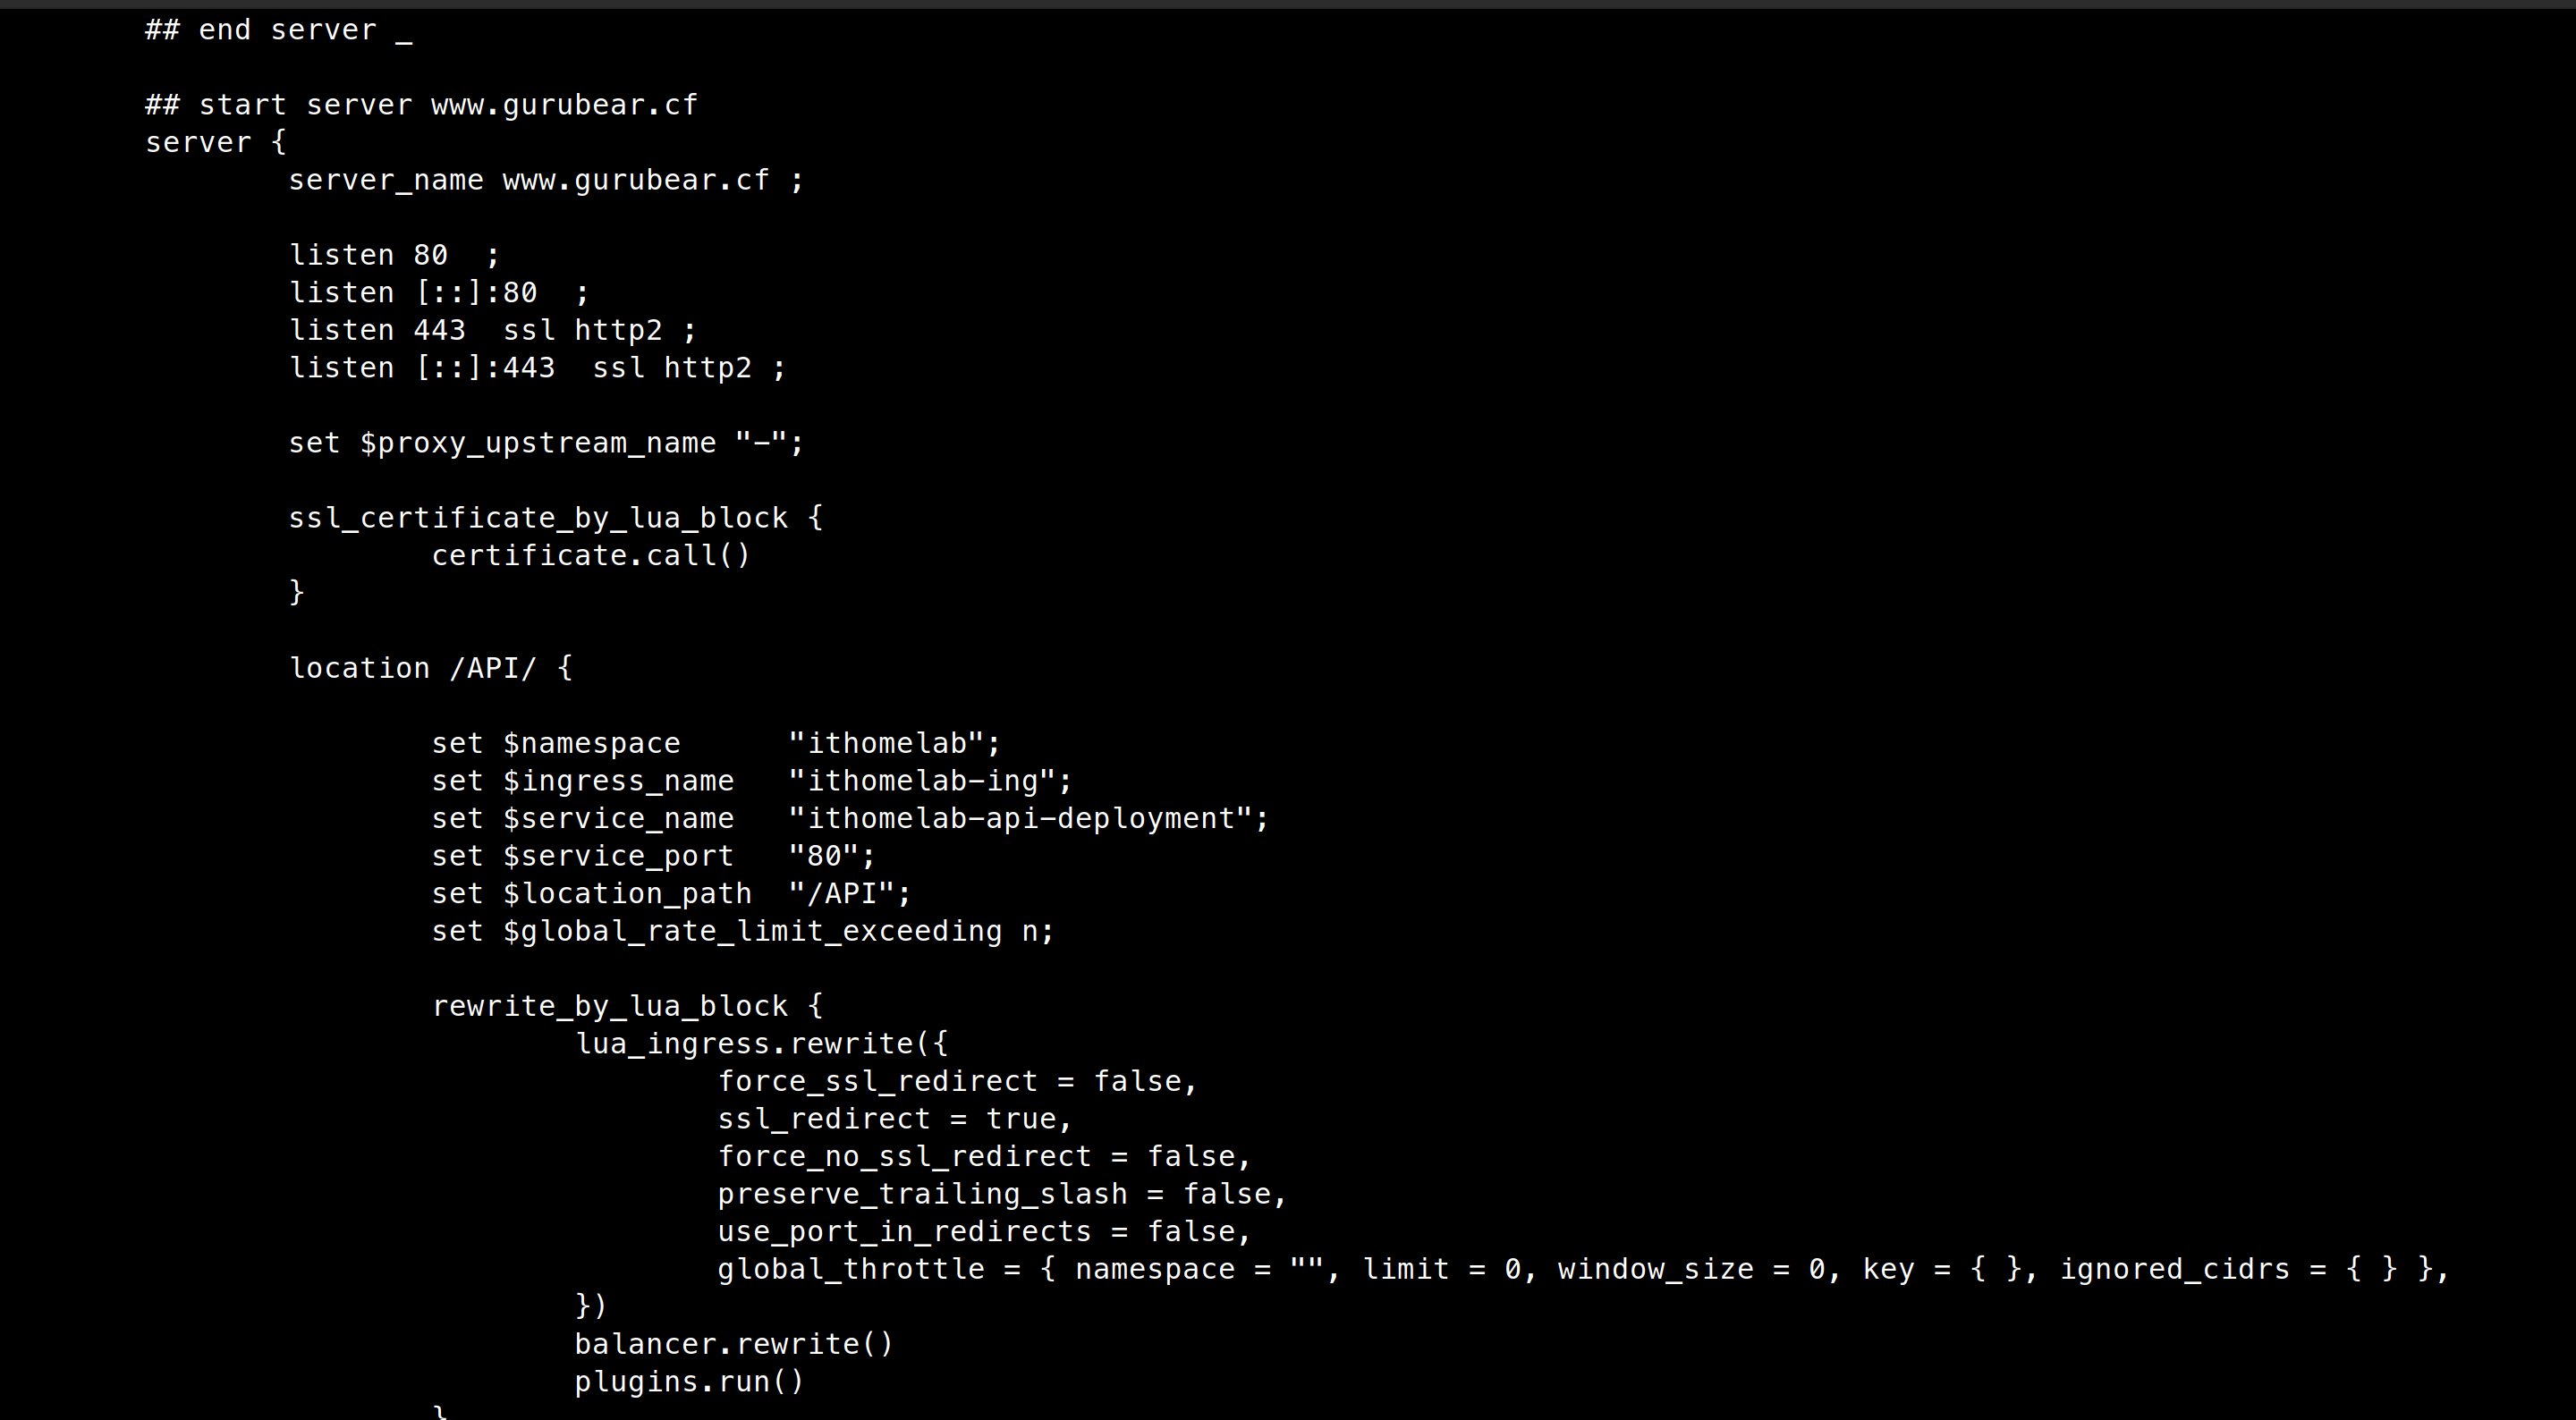 ## end server _
## start server www.gurubear.cf
server {
server_name www.gurubear.cf ;
listen 80  ;
listen [::]:80  ;
listen 443  ssl http2 ;
listen [::]:443  ssl http2 ;
set $proxy_upstream_name "-";
ssl_certificate_by_lua_block {
certificate.call()
}
location /API/ {
set $namespace      "ithomelab";
set $ingress_name   "ithomelab-ing";
set $service_name   "ithomelab-api-deployment";
set $service_port   "80";
set $location_path  "/API";
set $global_rate_limit_exceeding n;
rewrite_by_lua_block {
lua_ingress.rewrite({
force_ssl_redirect = false,
ssl_redirect = true,
force_no_ssl_redirect = false,
preserve_trailing_slash = false,
use_port_in_redirects = false,
global_throttle = { namespace = "", limit = 0, window_size = 0, key = { }, ignored_cidrs = { } },
})
balancer.rewrite()
plugins.run()
}